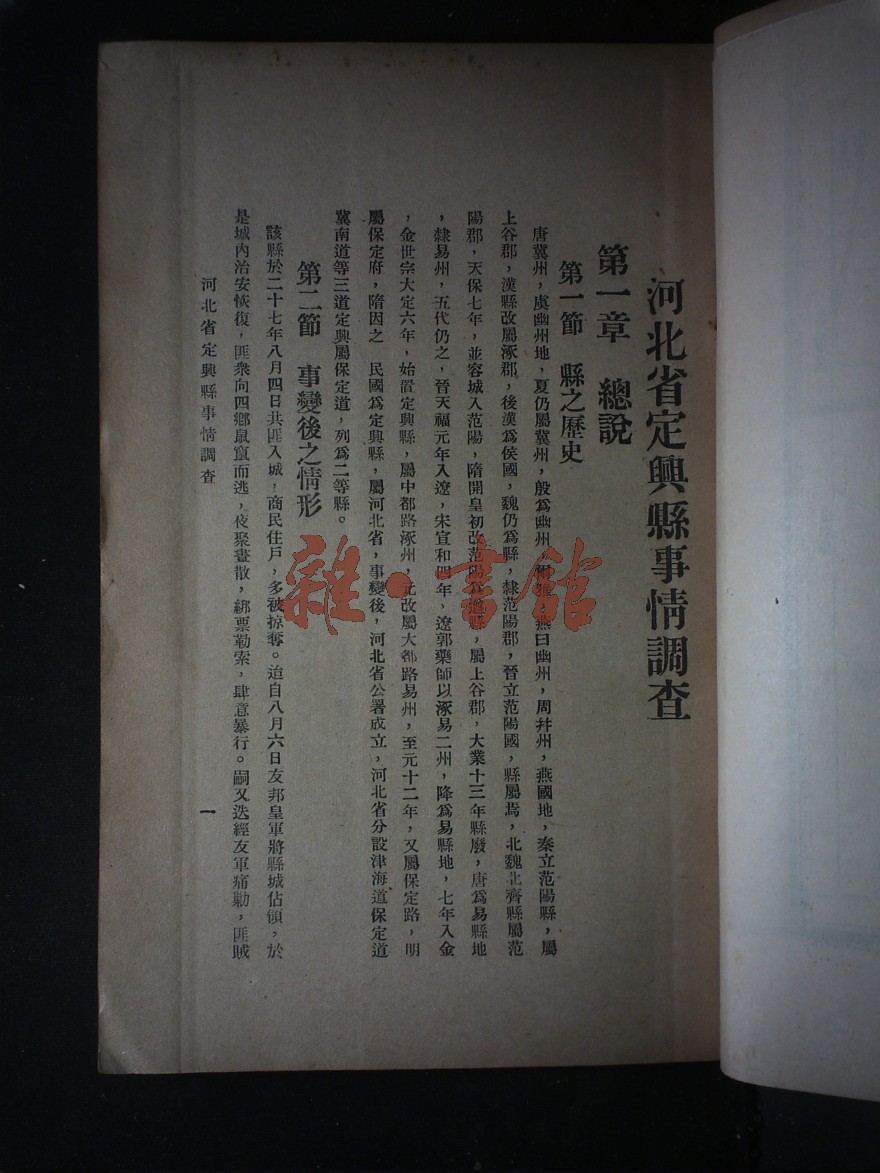 河北省定興縣事情調查
第一章　總說
第一節　縣之歷史
唐冀州，虞幽州地，夏仍屬冀州，殷爲幽州，爾雅，燕曰幽州，周幷州，燕國地，秦立范陽縣，屬
上谷郡，漢縣改屬涿郡，後漢爲侯國，魏仍爲縣，隸范陽郡，晉立范陽國，縣屬焉，北魏北齊縣屬范
陽郡，天保七年，並容城入范陽，隋開皇初改范陽爲遒縣，屬上谷郡，大業十三年縣廢，唐爲易縣地
，隸易州，五代仍之，晉天福元年入遼，宋宣和四年，遼郭藥師以涿易二州，降爲易縣地，七年入金
，金世宗大定六年，始置定興縣，屬中都路涿州，元改屬大都路易州，至元十二年，又屬保定路，明
屬保定府，隋因之　民國爲定興縣，屬河北省，事變後，河北省公署成立，河北省分設津海道保定道
冀南道等三道定興屬保定道，列爲二等縣。
第二節　事變後之情形
該縣於二十七年八月四日共匪入城，商民住戶，多被掠奪。迨自八月六日友邦皇軍將縣城佔領，於
是城內治安恢復，匪衆向四鄉鼠竄而逃，夜聚晝散，綁票勒索，肆意暴行。嗣又迭經友軍痛勦，匪賊
河北省定興縣事情調查
一
雜·書館